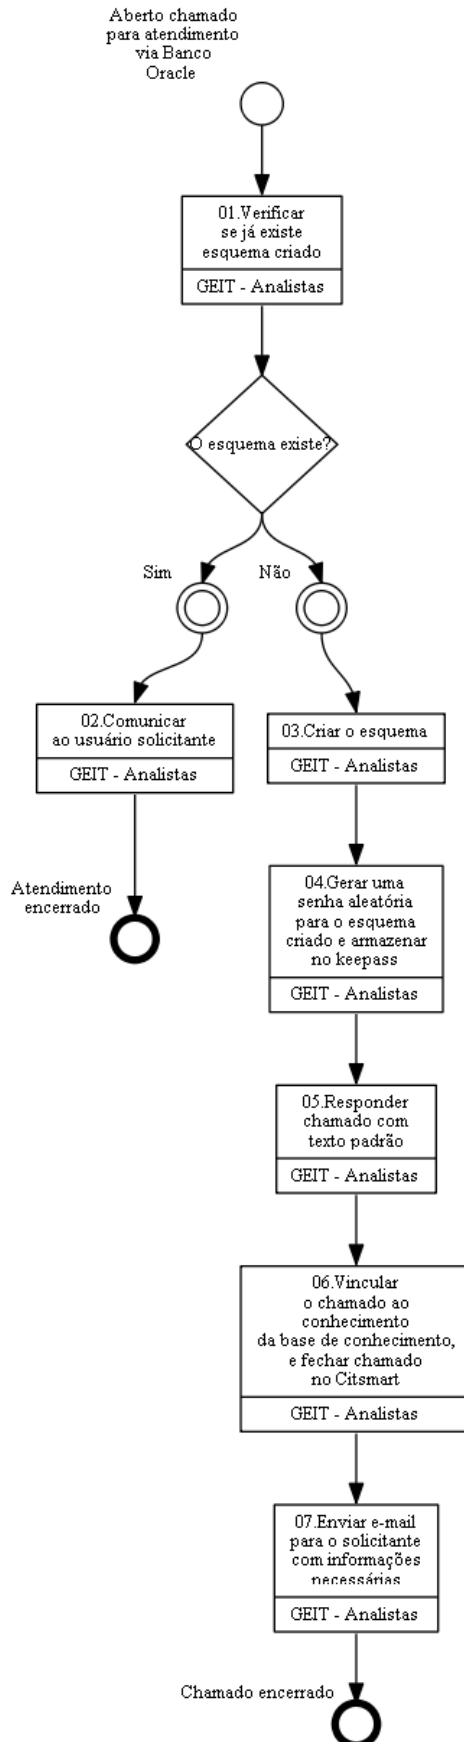 Aberto chamado
para atendimento
via Banco
Oracle
01.Verificar
se já existe
esquema criado
GEIT - Analistas
O esquema existe?
Sim
Não
02.Comunicar
ao usuário solicitante
GEIT - Analistas
Atendimento
encerrado
03.Criar o esquema
GEIT - Analistas
04.Gerar uma
senha aleatória
para o esquema
criado e armazenar
no keepass
GEIT - Analistas
05.Responder
chamado com
texto padrão
GEIT - Analistas
06.Vincular
o chamado ao
conhecimento
da base de conhecimento,
e fechar chamado
no Citsmart
GEIT - Analistas
07.Enviar e-mail
para o solicitante
com informações
necessárias
GEIT - Analistas
Chamado encerrado